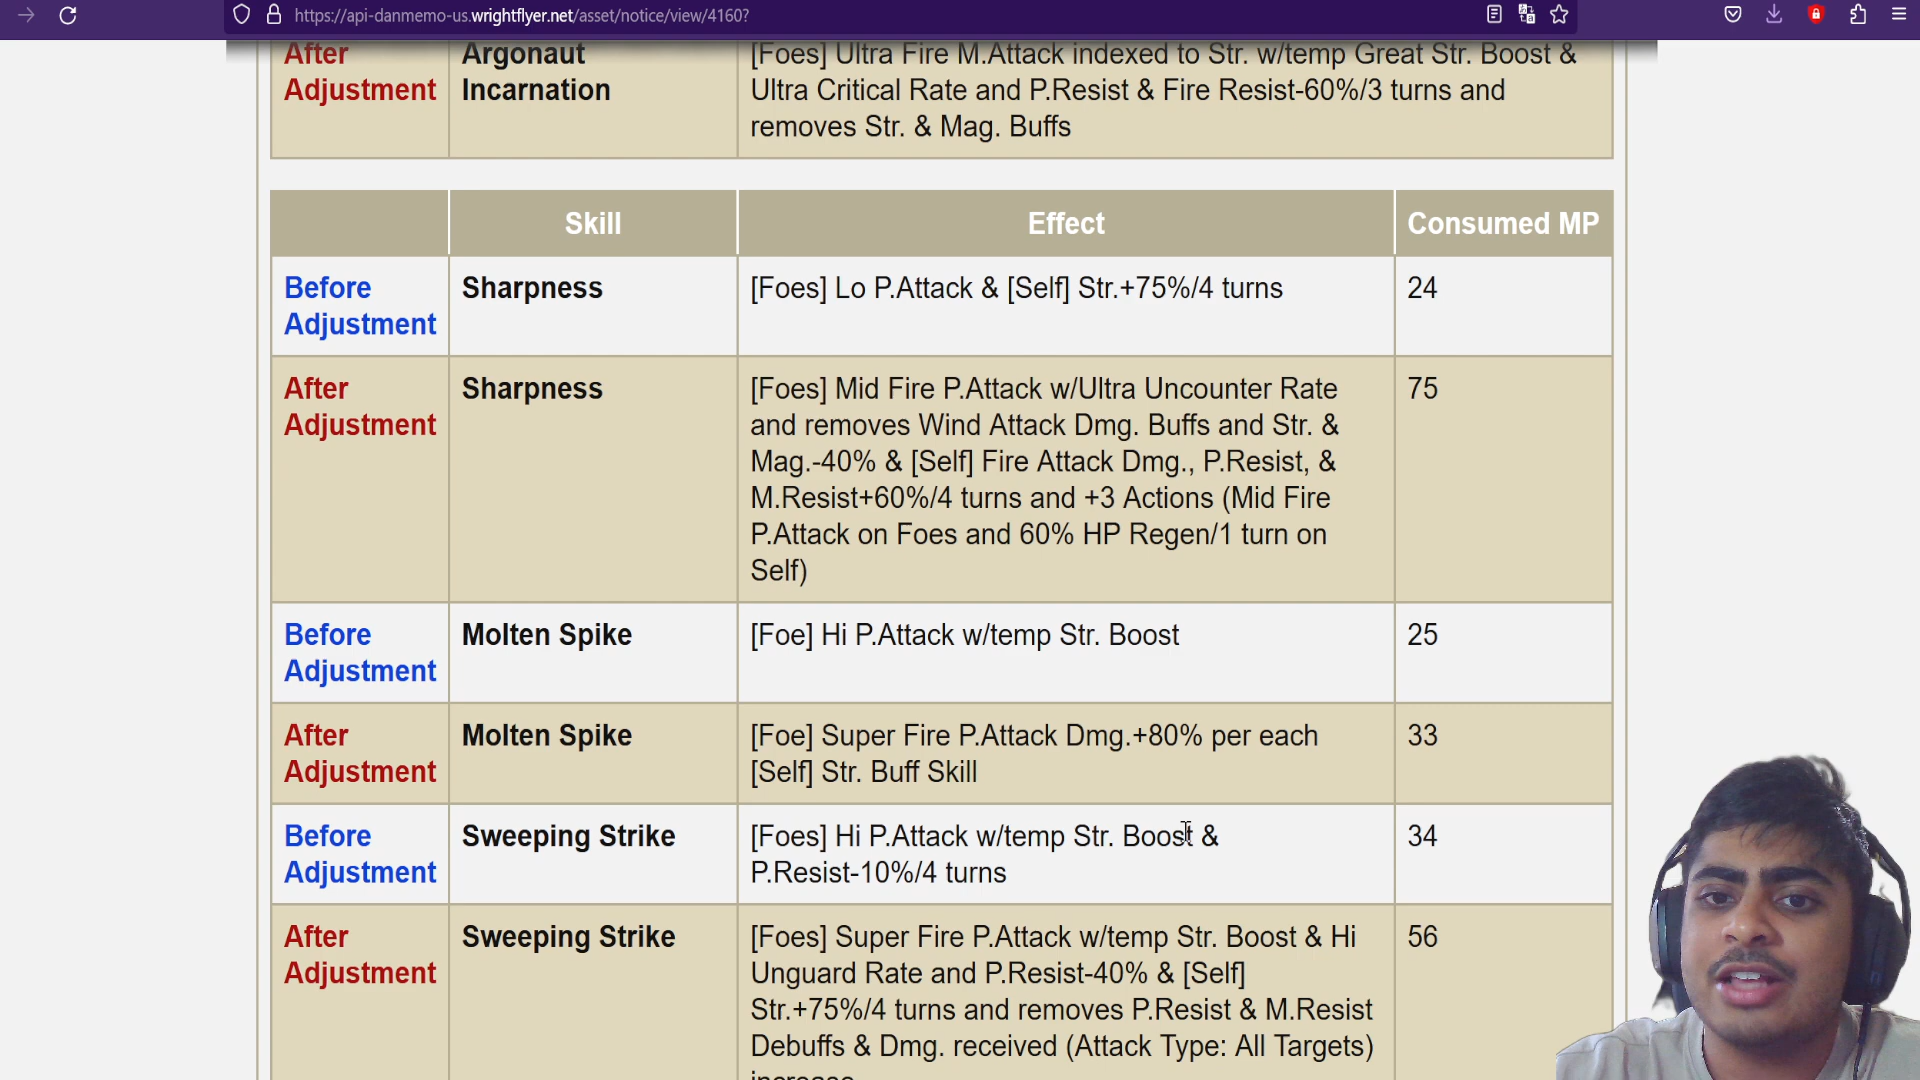 https://api-danmemo-us.wrightflyer.net/asset/notice/view/4160?
After
Adjustment
Argonaut
Incarnation
[Foes] Ultra Fire M.Attack indexed to Str. w/temp Great Str. Boost &
Ultra Critical Rate and P.Resist & Fire Resist-60%/3 turns and
removes Str. & Mag. Buffs
Skill
Effect
Consumed MP
Before
Adjustment
Sharpness
[Foes] Lo P.Attack & [Self] Str.+75%/4 turns
24
After
Adjustment
Sharpness
[Foes] Mid Fire P.Attack w/Ultra Uncounter Rate
and removes Wind Attack Dmg. Buffs and Str. &
Mag.-40% & [Self] Fire Attack Dmg., P.Resist, &
M.Resist+60%/4 turns and +3 Actions (Mid Fire
P.Attack on Foes and 60% HP Regen/1 turn on
Self)
75
Before
Adjustment
Molten Spike
[Foe] Hi P.Attack w/temp Str. Boost
25
After
Adjustment
Molten Spike
[Foe] Super Fire P.Attack Dmg.+80% per each
[Self] Str. Buff Skill
33
Before
Adjustment
Sweeping Strike
[Foes] Hi P.Attack w/temp Str. Boost &
P.Resist-10%/4 turns
34
After
Adjustment
Sweeping Strike
[Foes] Super Fire P.Attack w/temp Str. Boost & Hi
Unguard Rate and P.Resist-40% & [Self]
Str.+75%/4 turns and removes P.Resist & M.Resist
Debuffs & Dmg. received (Attack Type: All Targets)
increase
56